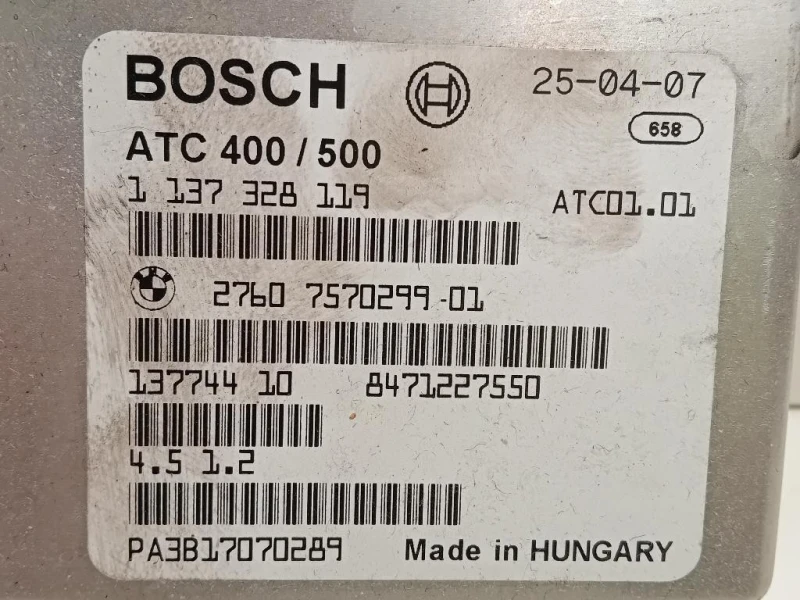 BOSCH 25-04-07
658
ATC 400 / 500
1 137 328 119 ATC01.01
2760 7570299-01
137744 10 8471227550
4.5 1.2
PA3B17070289 Made in HUNGARY